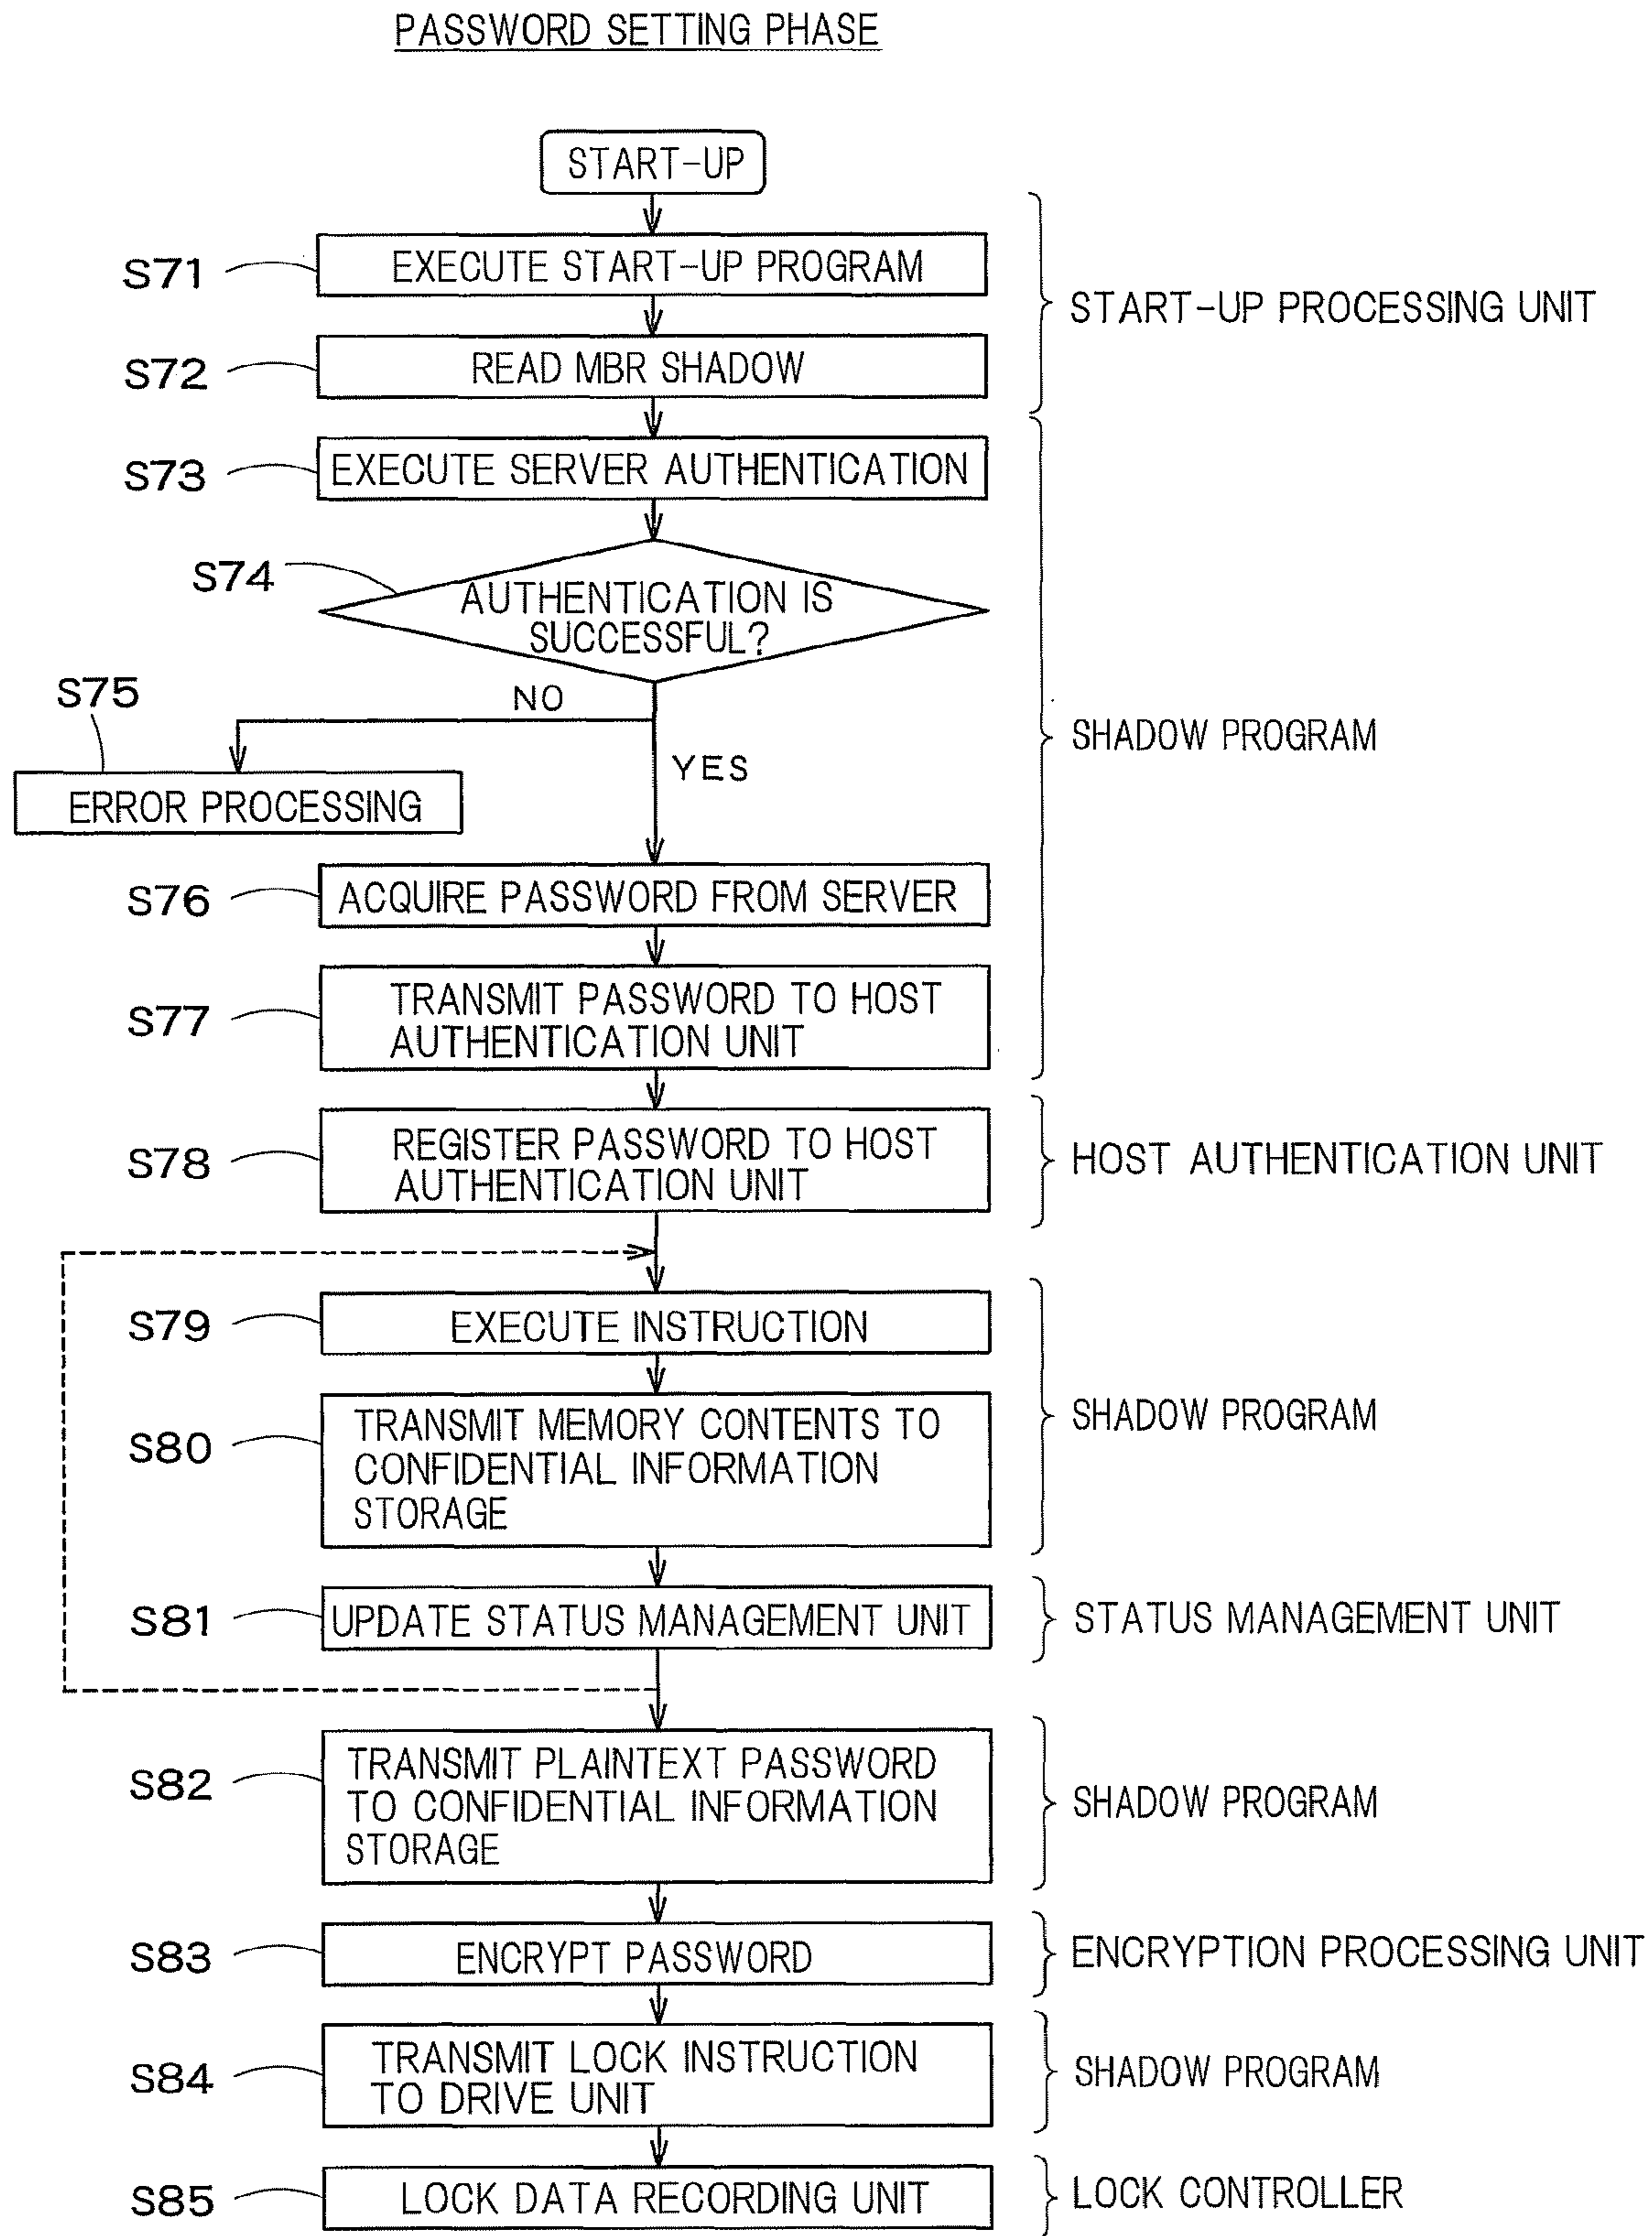 PASSWORD SETTING PHASE
START-UP
S71
EXECUTE START-UP PROGRAM
START-UP PROCESSING UNIT
S72
READ MBR SHADOW
S73
EXECUTE SERVER AUTHENTICATION
S74
AUTHENTICATION IS
SUCCESSFUL?
NO
YES
S75
ERROR PROCESSING
SHADOW PROGRAM
S76
ACQUIRE PASSWORD FROM SERVER
S77
TRANSMIT PASSWORD TO HOST
AUTHENTICATION UNIT
S78
REGISTER PASSWORD TO HOST
AUTHENTICATION UNIT
HOST AUTHENTICATION UNIT
S79
EXECUTE INSTRUCTION
S80
TRANSMIT MEMORY CONTENTS TO
CONFIDENTIAL INFORMATION
STORAGE
SHADOW PROGRAM
S81
UPDATE STATUS MANAGEMENT UNIT
STATUS MANAGEMENT UNIT
S82
TRANSMIT PLAINTEXT PASSWORD
TO CONFIDENTIAL INFORMATION
STORAGE
SHADOW PROGRAM
S83
ENCRYPT PASSWORD
ENCRYPTION PROCESSING UNIT
S84
TRANSMIT LOCK INSTRUCTION
TO DRIVE UNIT
SHADOW PROGRAM
S85
LOCK DATA RECORDING UNIT
LOCK CONTROLLER